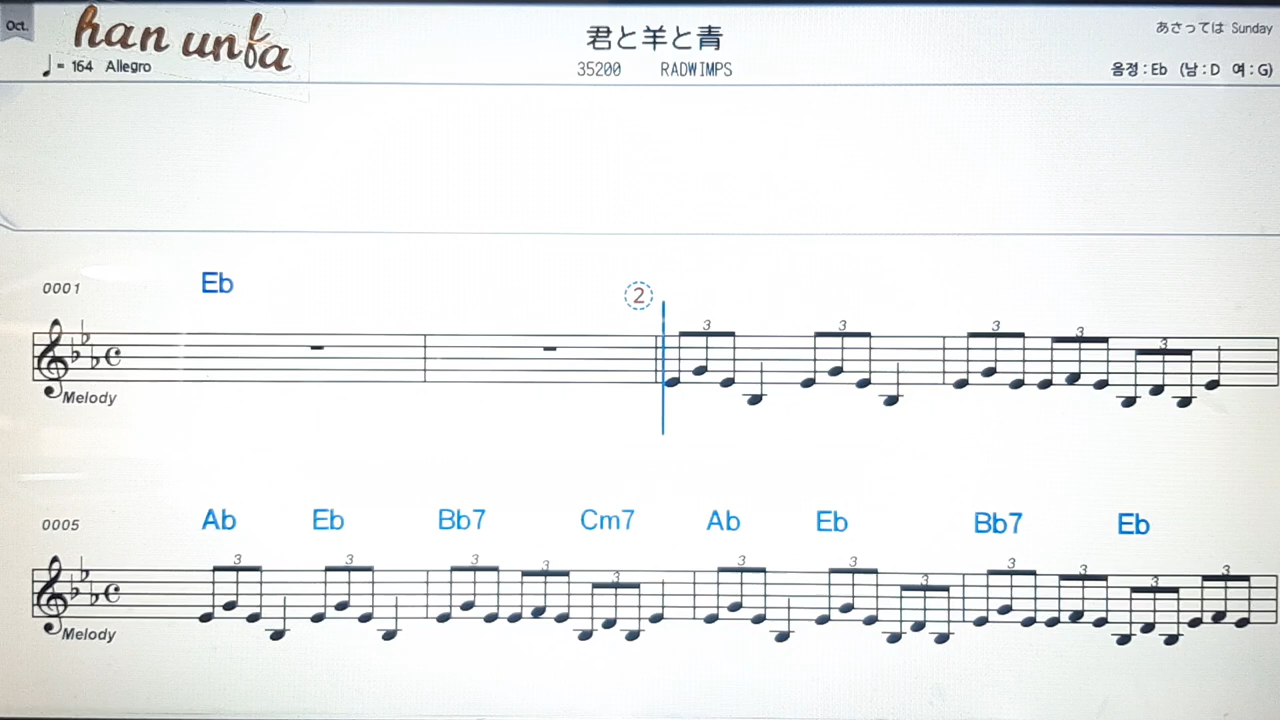 Oct.
han unfa
君と羊と青
あさっては Sunday
♩= 164 Allegro
35200 RADWIMPS
음정 : Eb (남 : D 여 : G)
0001 Eb
2
3 3 3 3 3
Melody
0005 Ab Eb Bb7 Cm7 Ab Eb Bb7 Eb
3 3 3 3 3 3 3 3 3 3 3 3
Melody